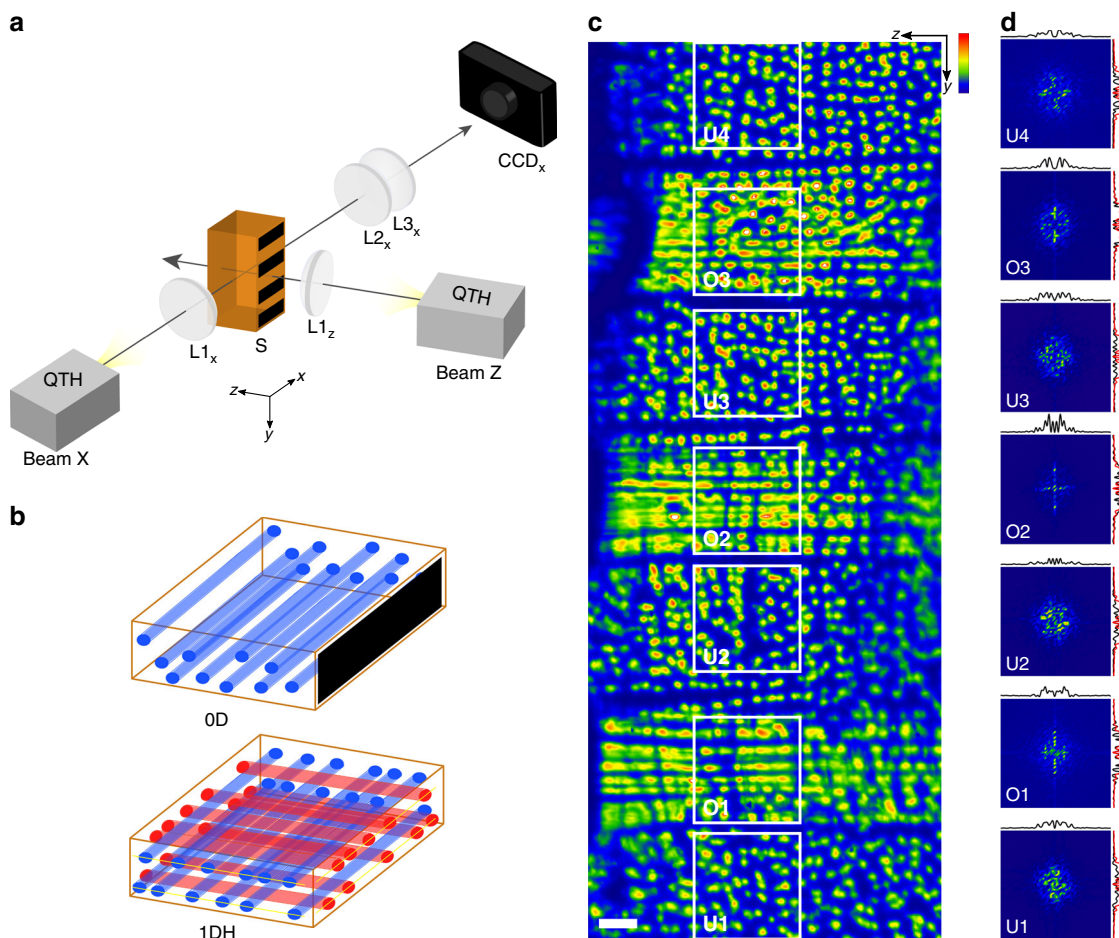 a
CCDx
L3x
L2x
L1x
S
L1z
QTH
Beam Z
QTH
Beam X
z
x
y
b
0D
1DH
c
z
y
U4
O3
U3
O2
U2
O1
U1
d
U4
O3
U3
O2
U2
O1
U1